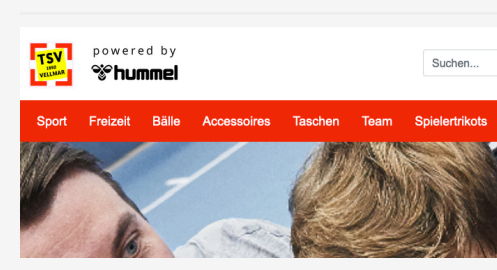 TSV
1892
VELLMAR
powered by
hummel
Suchen...
Sport Freizeit Bälle Accessoires Taschen Team Spielertrikots